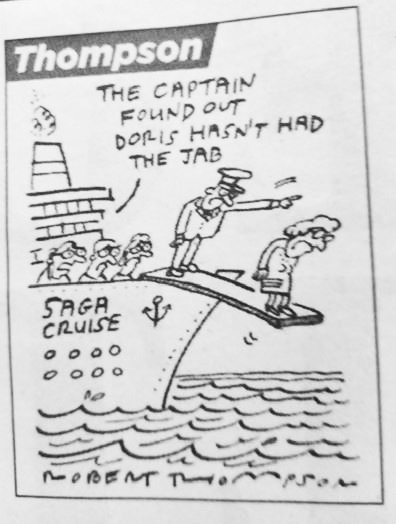 Thompson
THE CAPTAIN
FOUND OUT
DORIS HASN'T HAD
THE JAB
SAGA
CRUISE
ROBERT THOMPSON